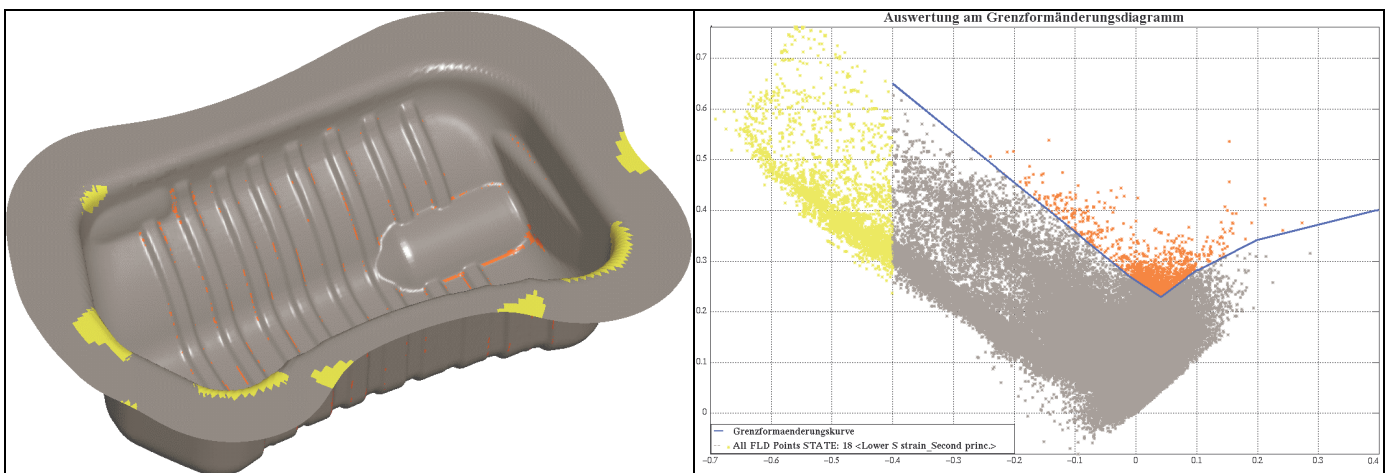 Auswertung am Grenzformänderungsdiagramm
0.7
0.6
0.5
0.4
0.3
0.2
0.1
0
Grenzformaenderungskurve
All FLD Points STATE: 18 <Lower S strain_Second princ.>
−0.7 −0.6 −0.5 −0.4 −0.3 −0.2 −0.1 0 0.1 0.2 0.3 0.4